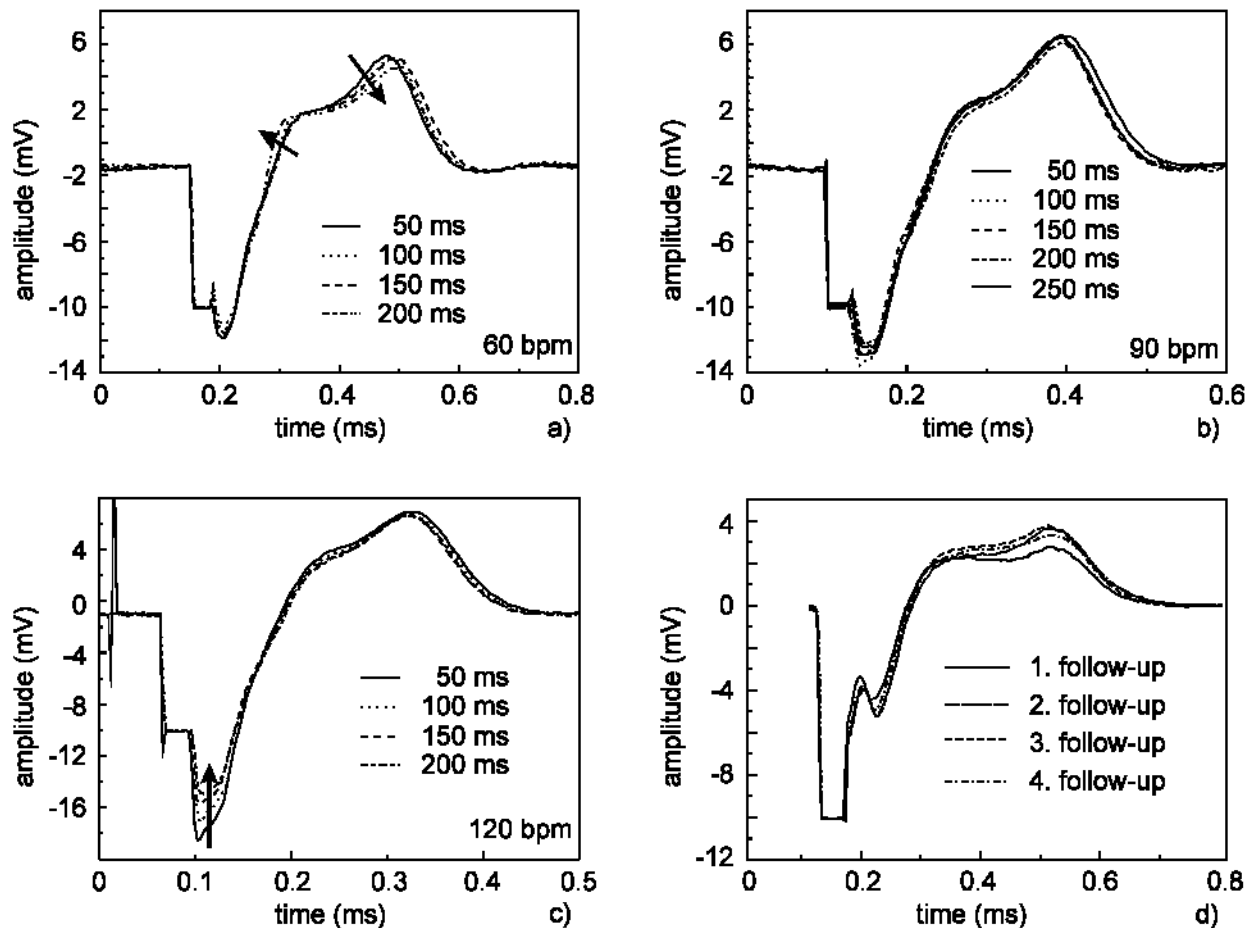 6
2
-2
-6
-10
-14
amplitude (mV)
50 ms
100 ms
150 ms
200 ms
60 bpm
0
0.2
0.4
0.6
0.8
time (ms)
a)
6
2
-2
-6
-10
-14
amplitude (mV)
50 ms
100 ms
150 ms
200 ms
250 ms
90 bpm
0
0.2
0.4
0.6
time (ms)
b)
4
0
-4
-8
-12
-16
amplitude (mV)
50 ms
100 ms
150 ms
200 ms
120 bpm
0
0.1
0.2
0.3
0.4
0.5
time (ms)
c)
4
0
-4
-8
-12
amplitude (mV)
1. follow-up
2. follow-up
3. follow-up
4. follow-up
0
0.2
0.4
0.6
0.8
time (ms)
d)